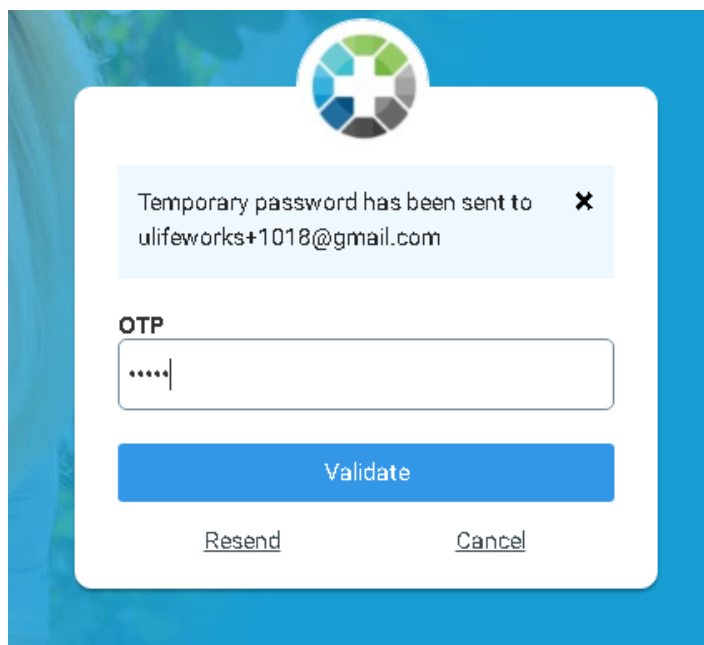 Temporary password has been sent to
ulifeworks+1018@gmail.com
OTP
•••••
Validate
Resend
Cancel